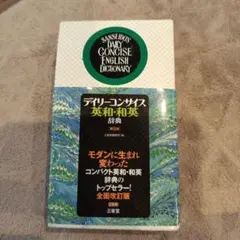 SANSEIDO'S
DAILY
CONCISE
ENGLISH
DICTIONARY
デイリーコンサイス
英和・和英
辞典
モダンに生まれ
変わった
コンパクト英和・和英
辞典の
トップセラー!
全面改訂版
三省堂